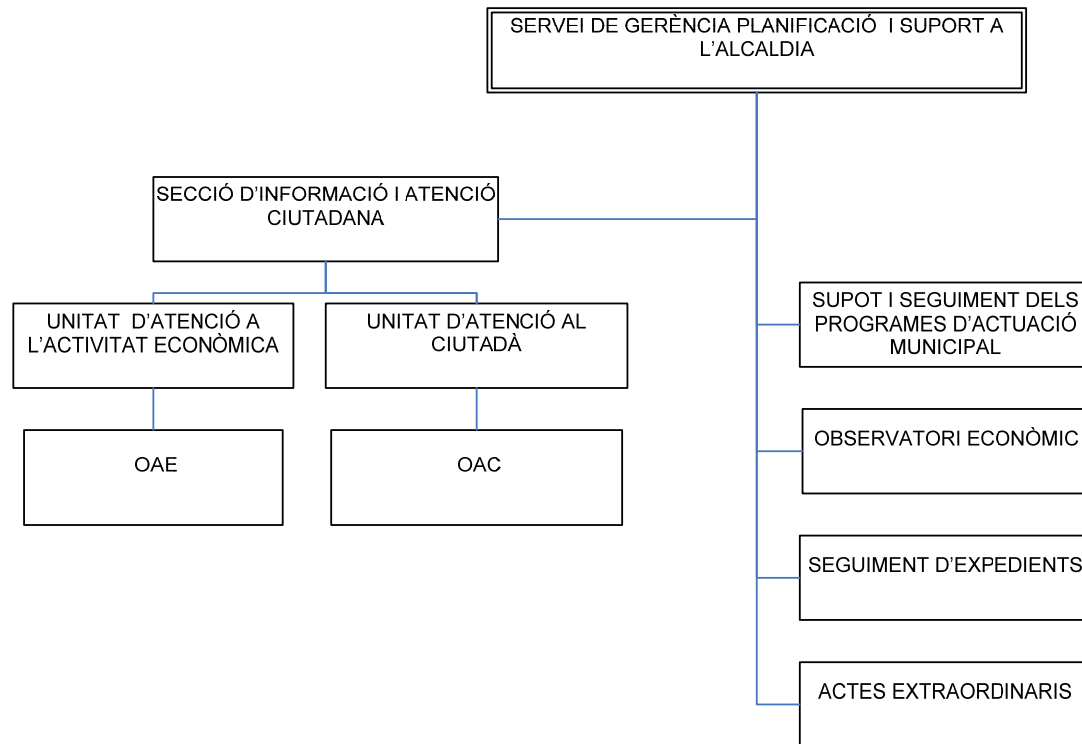 SERVEI DE GERÈNCIA PLANIFICACIÓ I SUPORT A
L'ALCALDIA
SECCIÓ D'INFORMACIÓ I ATENCIÓ
CIUTADANA
UNITAT D'ATENCIÓ A
L'ACTIVITAT ECONÒMICA
UNITAT D'ATENCIÓ AL
CIUTADÀ
OAE
OAC
SUPOT I SEGUIMENT DELS
PROGRAMES D'ACTUACIÓ
MUNICIPAL
OBSERVATORI ECONÒMIC
SEGUIMENT D'EXPEDIENTS
ACTES EXTRAORDINARIS